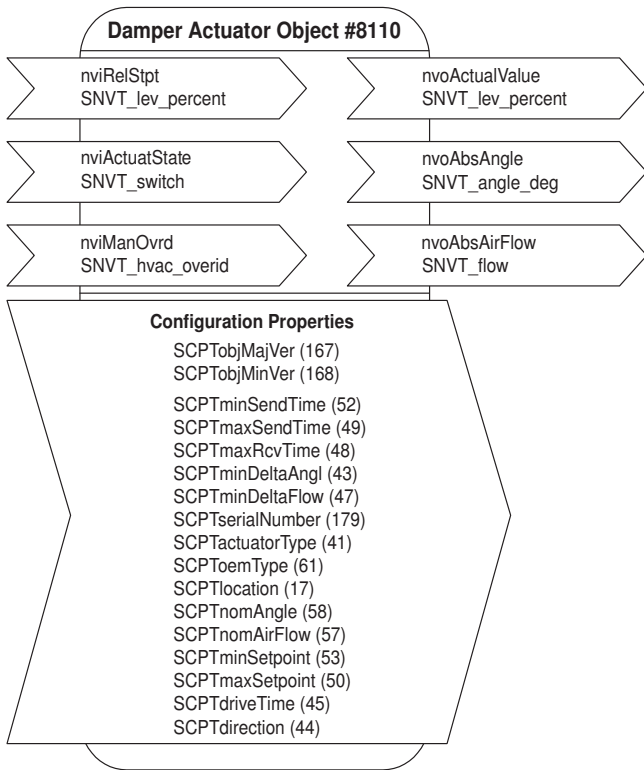 Damper Actuator Object #8110
nviRelStpt
SNVT_lev_percent
nvoActualValue
SNVT_lev_percent
nviActuatState
SNVT_switch
nvoAbsAngle
SNVT_angle_deg
nviManOvrd
SNVT_hvac_overid
nvoAbsAirFlow
SNVT_flow
Configuration Properties
SCPTobjMajVer (167)
SCPTobjMinVer (168)
SCPTminSendTime (52)
SCPTmaxSendTime (49)
SCPTmaxRcvTime (48)
SCPTminDeltaAngl (43)
SCPTminDeltaFlow (47)
SCPTserialNumber (179)
SCPTactuatorType (41)
SCPToemType (61)
SCPTlocation (17)
SCPTnomAngle (58)
SCPTnomAirFlow (57)
SCPTminSetpoint (53)
SCPTmaxSetpoint (50)
SCPTdriveTime (45)
SCPTdirection (44)